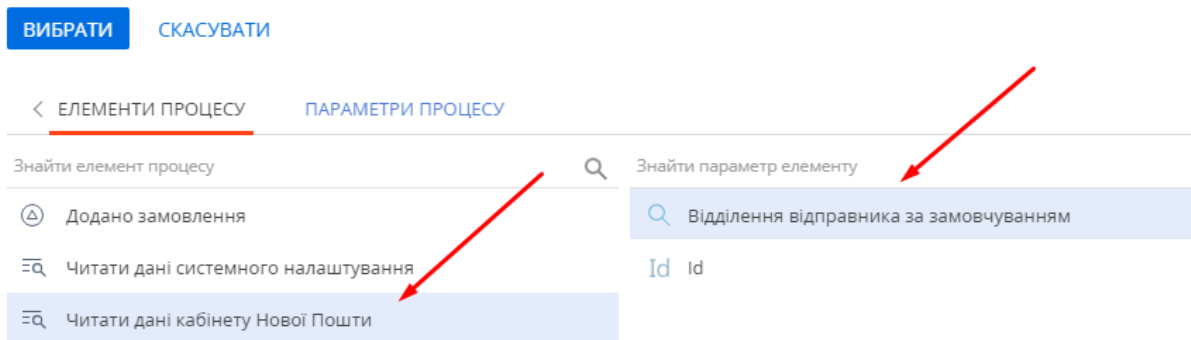 ВИБРАТИ СКАСУВАТИ
ЕЛЕМЕНТИ ПРОЦЕСУ ПАРАМЕТРИ ПРОЦЕСУ
Знайти елемент процесу
Додано замовлення
Читати дані системного налаштування
Читати дані кабінету Нової Пошти
Знайти параметр елементу
Відділення відправника за замовчуванням
Id Id